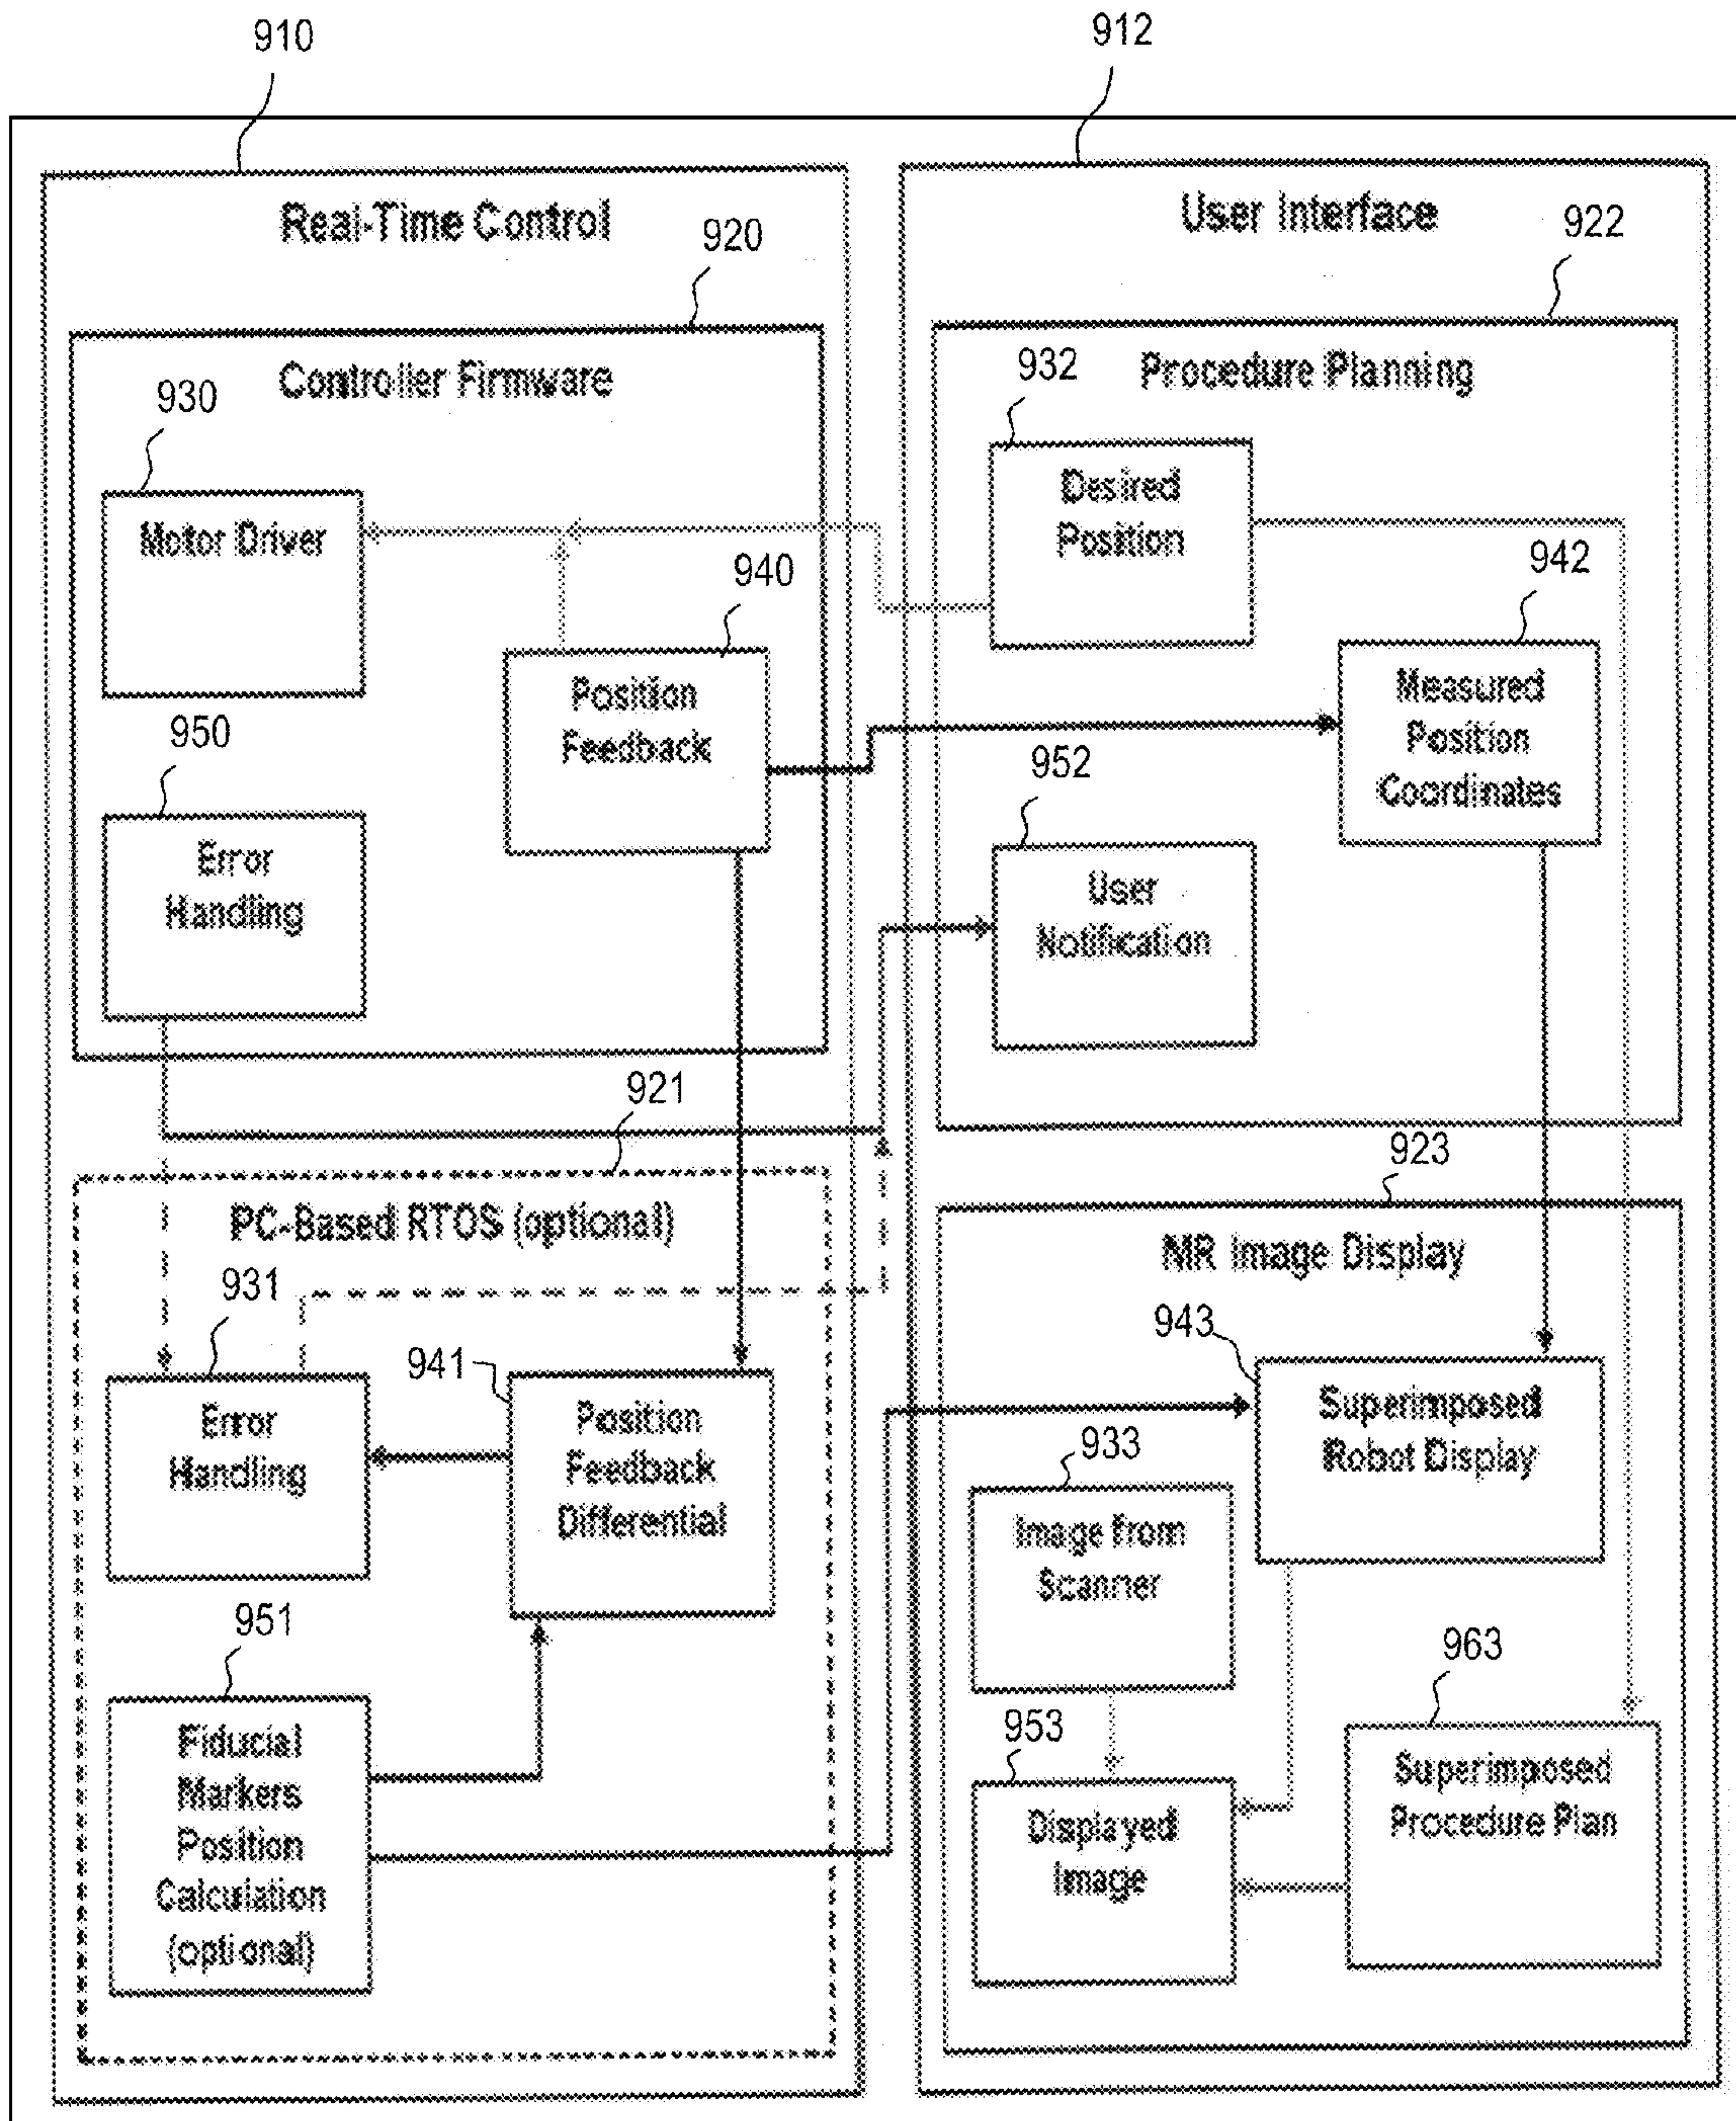 910
912
Real-Time Control
User Interface
920
922
Controller Firmware
Procedure Planning
930
932
Motor Driver
Desired
Position
940
942
Position
Feedback
Measured
Position
Coordinates
950
952
Error
Handling
User
Notification
921
923
PC-Based RTOS (optional)
MR Image Display
931
941
943
Error
Handling
Position
Feedback
Differential
Superimposed
Robot Display
933
Image from
Scanner
951
953
963
Fiducial
Markers
Position
Calculation
(optional)
Displayed
Image
Superimposed
Procedure Plan